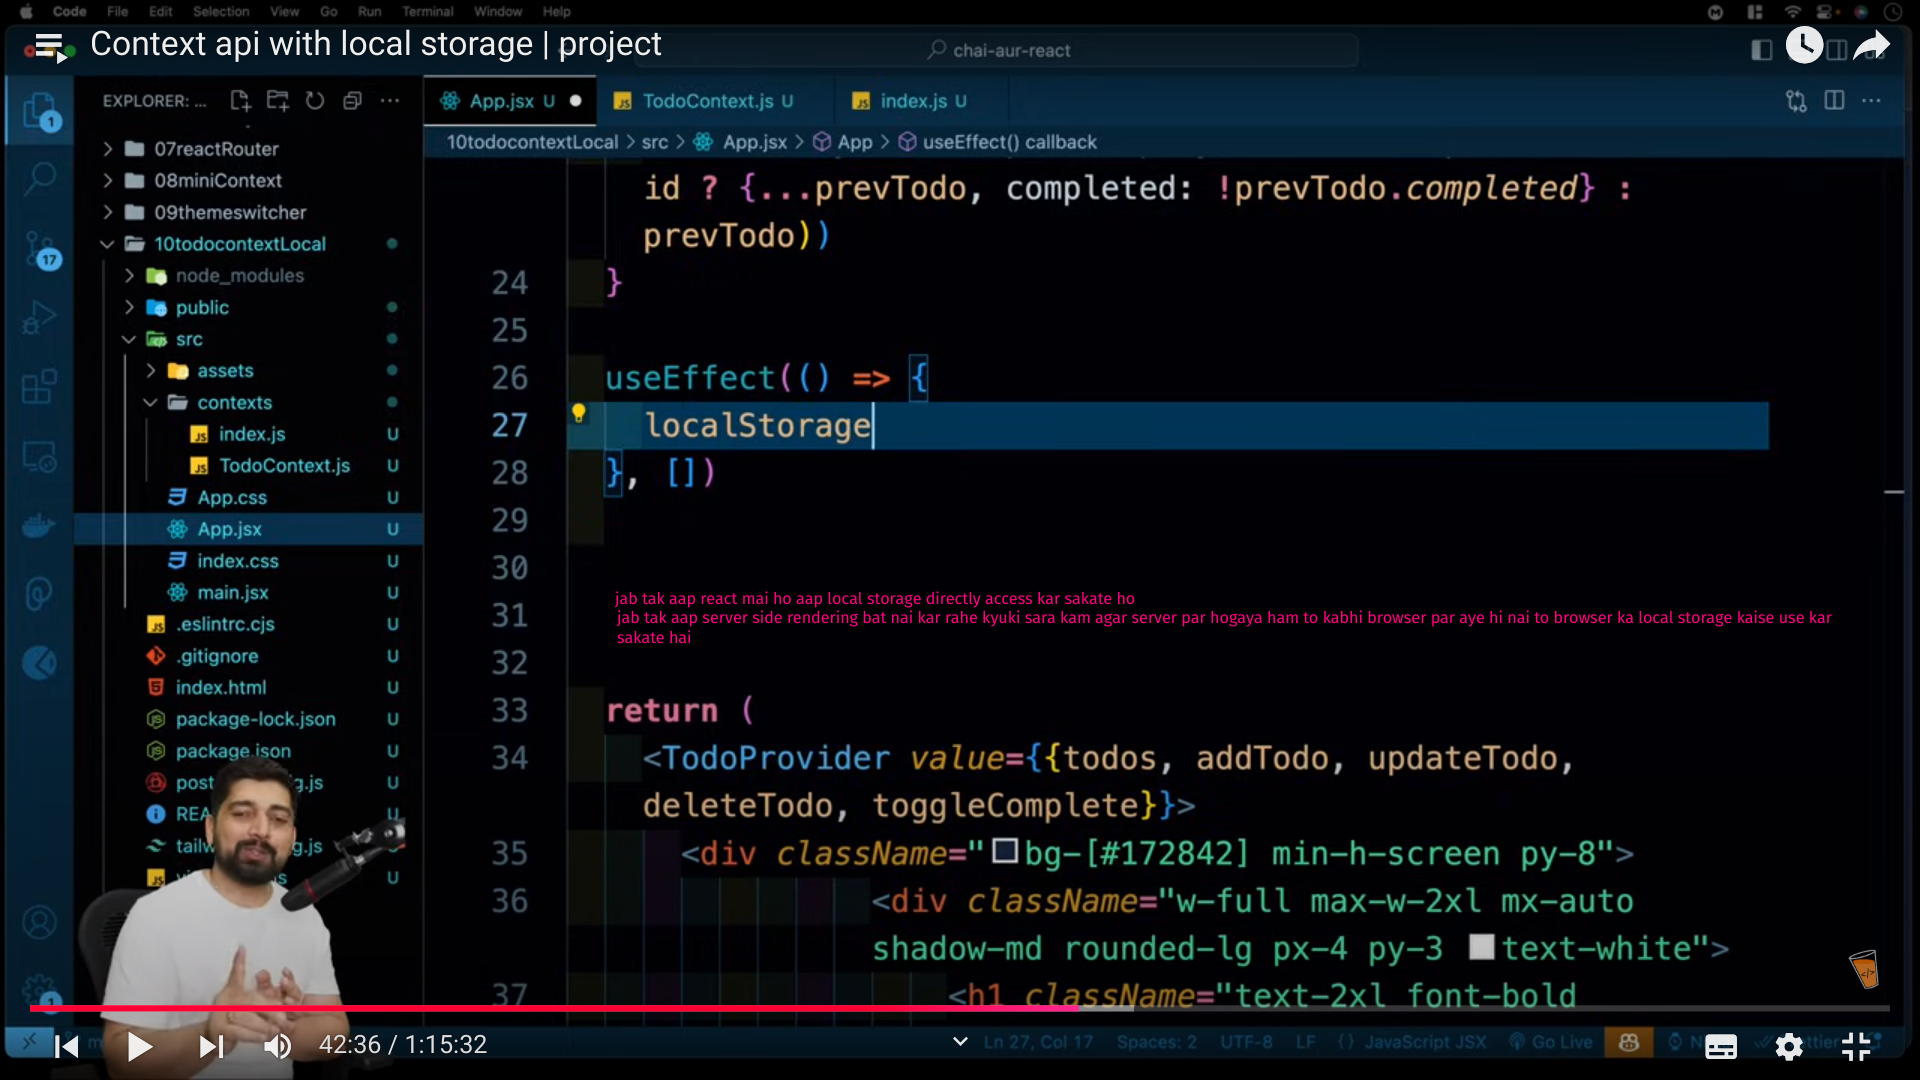 Code File Edit Selection View Go Run Terminal Window Help
Context api with local storage | project
chai-aur-react
EXPLORER: ...
App.jsx U
TodoContext.js U
index.js U
10todocontextLocal > src > App.jsx > App > useEffect() callback
1
07reactRouter
08miniContext
09themeswitcher
10todocontextLocal
17
node_modules
public
src
assets
contexts
index.js U
TodoContext.js U
App.css U
App.jsx U
index.css U
main.jsx U
.eslintrc.cjs U
.gitignore U
index.html U
package-lock.json U
package.json U
post g.js U
REA U
tailw g.js U
U
1
id ? {...prevTodo, completed: !prevTodo.completed} :
prevTodo))
24 }
25
26 useEffect(() => {
27 localStorage
28 }, [])
29
30
jab tak aap react mai ho aap local storage directly access kar sakate ho
31 jab tak aap server side rendering bat nai kar rahe kyuki sara kam agar server par hogaya ham to kabhi browser par aye hi nai to browser ka local storage kaise use kar
sakate hai
32
33 return (
34 <TodoProvider value={{todos, addTodo, updateTodo,
deleteTodo, toggleComplete}}>
35 <div className="bg-[#172842] min-h-screen py-8">
36 <div className="w-full max-w-2xl mx-auto
shadow-md rounded-lg px-4 py-3 text-white">
37 <h1 className="text-2xl font-bold
42:36 / 1:15:32
Ln 27, Col 17 Spaces: 2 UTF-8 LF {} JavaScript JSX Go Live